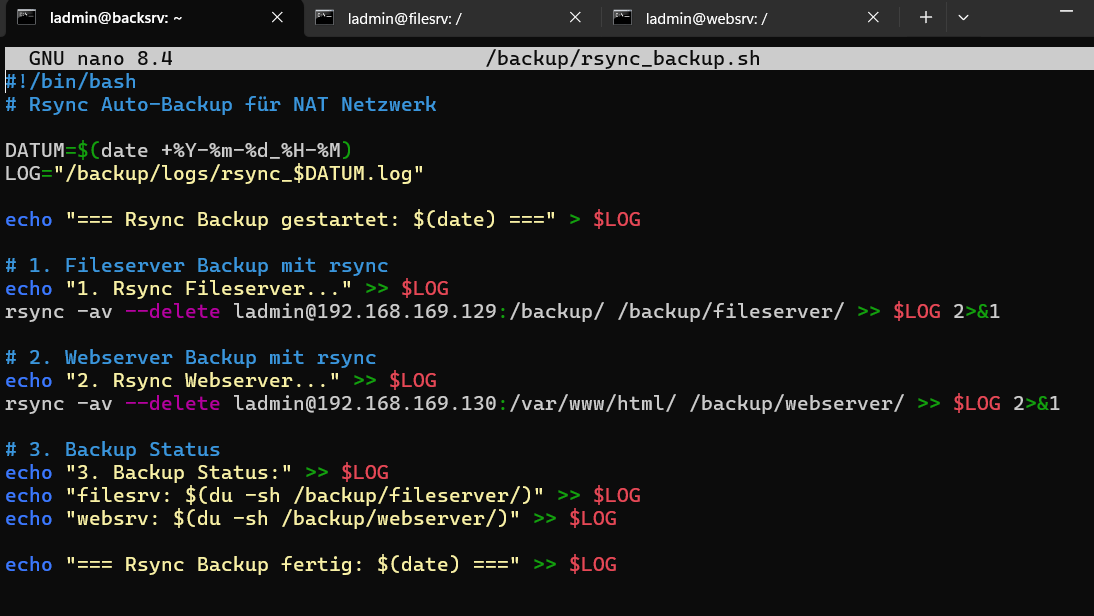 ladmin@backsrv: ~
ladmin@filesrv: /
ladmin@websrv: /
GNU nano 8.4 /backup/rsync_backup.sh
#!/bin/bash
# Rsync Auto-Backup für NAT Netzwerk
DATUM=$(date +%Y-%m-%d_%H-%M)
LOG="/backup/logs/rsync_$DATUM.log"
echo "=== Rsync Backup gestartet: $(date) ===" > $LOG
# 1. Fileserver Backup mit rsync
echo "1. Rsync Fileserver..." >> $LOG
rsync -av --delete ladmin@192.168.169.129:/backup/ /backup/fileserver/ >> $LOG 2>&1
# 2. Webserver Backup mit rsync
echo "2. Rsync Webserver..." >> $LOG
rsync -av --delete ladmin@192.168.169.130:/var/www/html/ /backup/webserver/ >> $LOG 2>&1
# 3. Backup Status
echo "3. Backup Status:" >> $LOG
echo "filesrv: $(du -sh /backup/fileserver/)" >> $LOG
echo "websrv: $(du -sh /backup/webserver/)" >> $LOG
echo "=== Rsync Backup fertig: $(date) ===" >> $LOG